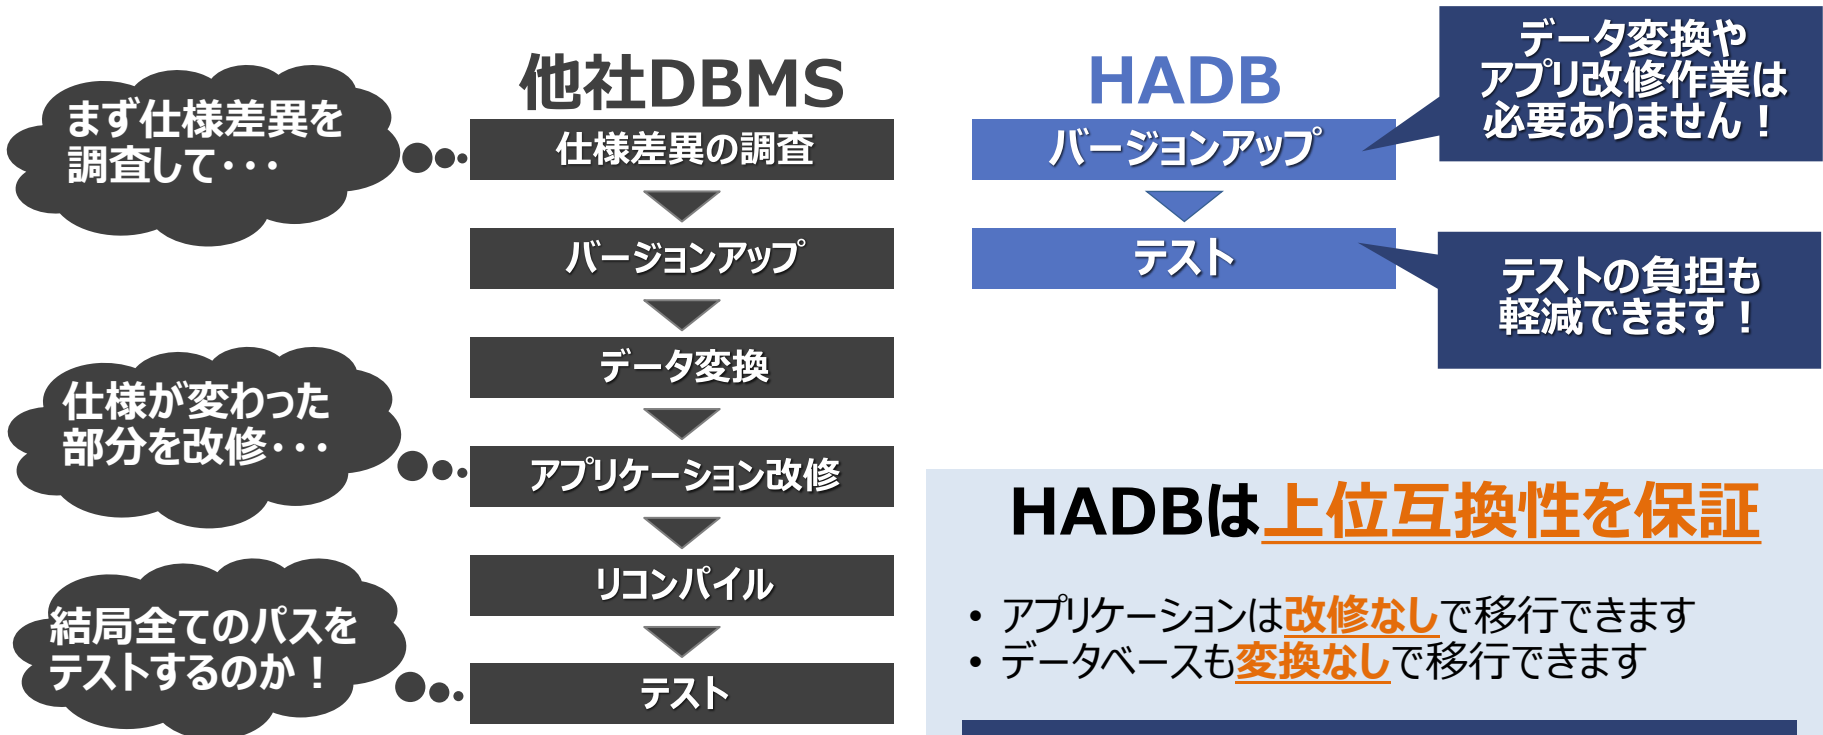 まず仕様差異を
調査して・・・
仕様が変わった
部分を改修・・・
結局全てのパスを
テストするのか！
他社DBMS
仕様差異の調査
バージョンアップ
データ変換
アプリケーション改修
リコンパイル
テスト
HADB
バージョンアップ
テスト
データ変換や
アプリ改修作業は
必要ありません！
テストの負担も
軽減できます！
HADBは上位互換性を保証
• アプリケーションは改修なしで移行できます
• データベースも変換なしで移行できます